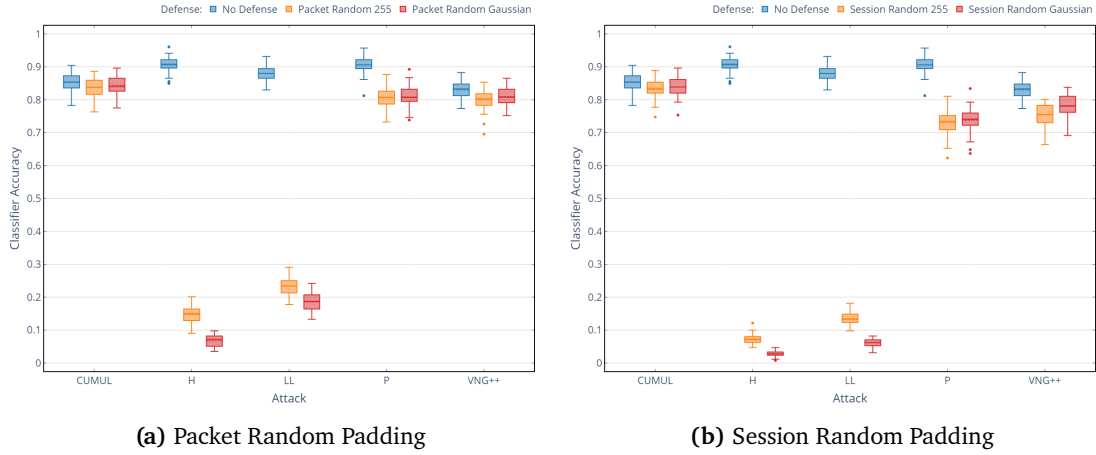 Defense: No Defense Packet Random 255 Packet Random Gaussian
1
0.9
0.8
0.7
0.6
0.5
0.4
0.3
0.2
0.1
0
Classifier Accuracy
CUMUL H LL P VNG++
Attack
(a) Packet Random Padding
Defense: No Defense Session Random 255 Session Random Gaussian
1
0.9
0.8
0.7
0.6
0.5
0.4
0.3
0.2
0.1
0
Classifier Accuracy
CUMUL H LL P VNG++
Attack
(b) Session Random Padding